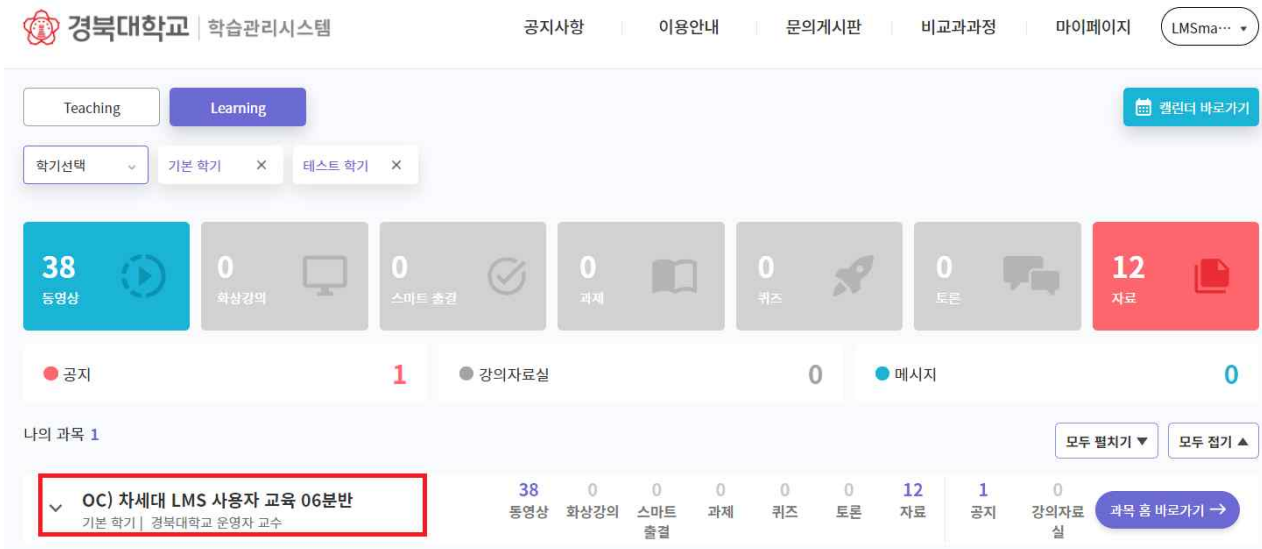 경북대학교 학습관리시스템 공지사항 이용안내 문의게시판 비교과과정 마이페이지 LMSma… ▾
Teaching Learning 캘린더 바로가기
학기선택 기본 학기 × 테스트 학기 ×
38 0 0 0 0 0 12
동영상 화상강의 스마트 출결 과제 퀴즈 토론 자료
공지 1 강의자료실 0 메시지 0
나의 과목 1 모두 펼치기 ▼ 모두 접기 ▲
OC) 차세대 LMS 사용자 교육 06분반 38 0 0 0 0 0 12 1 0
기본 학기 | 경북대학교 운영자 교수 동영상 화상강의 스마트 과제 퀴즈 토론 자료 공지 강의자료 과목 홈 바로가기 →
출결 실